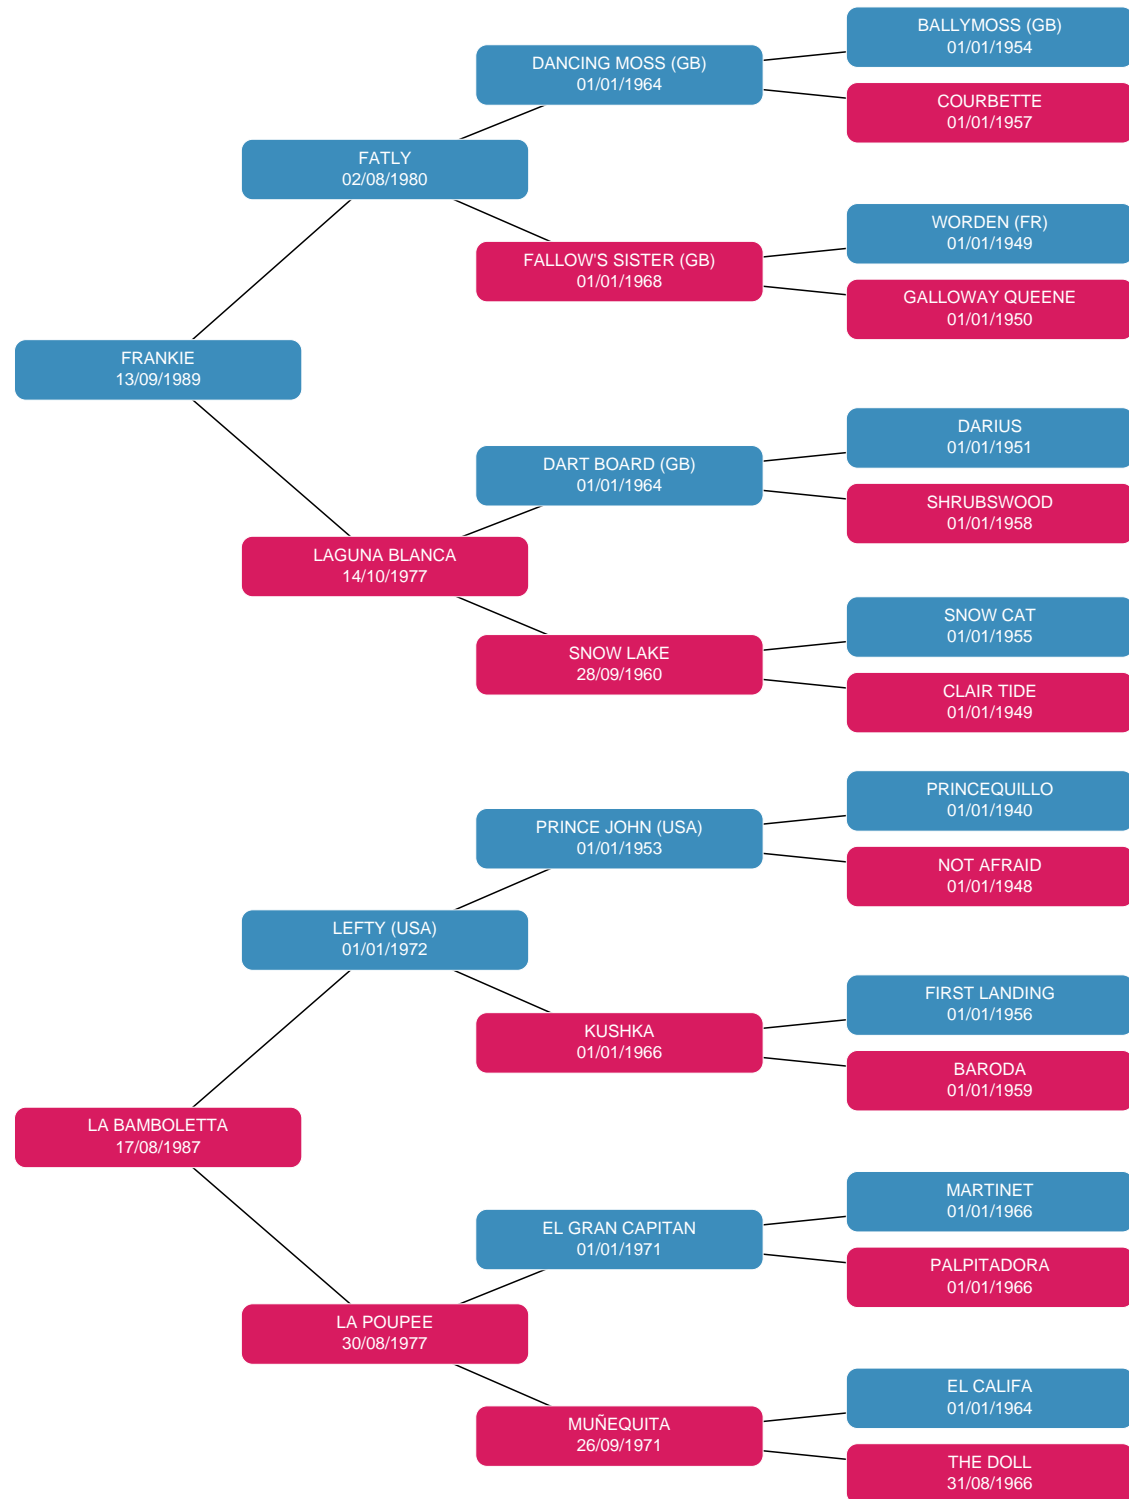 BALLYMOSS (GB)
01/01/1954
DANCING MOSS (GB)
01/01/1964
COURBETTE
01/01/1957
FATLY
02/08/1980
WORDEN (FR)
01/01/1949
FALLOW'S SISTER (GB)
01/01/1968
GALLOWAY QUEENE
01/01/1950
FRANKIE
13/09/1989
DARIUS
01/01/1951
DART BOARD (GB)
01/01/1964
SHRUBSWOOD
01/01/1958
LAGUNA BLANCA
14/10/1977
SNOW CAT
01/01/1955
SNOW LAKE
28/09/1960
CLAIR TIDE
01/01/1949
PRINCEQUILLO
01/01/1940
PRINCE JOHN (USA)
01/01/1953
NOT AFRAID
01/01/1948
LEFTY (USA)
01/01/1972
FIRST LANDING
01/01/1956
KUSHKA
01/01/1966
BARODA
01/01/1959
LA BAMBOLETTA
17/08/1987
MARTINET
01/01/1966
EL GRAN CAPITAN
01/01/1971
PALPITADORA
01/01/1966
LA POUPEE
30/08/1977
EL CALIFA
01/01/1964
MUÑEQUITA
26/09/1971
THE DOLL
31/08/1966